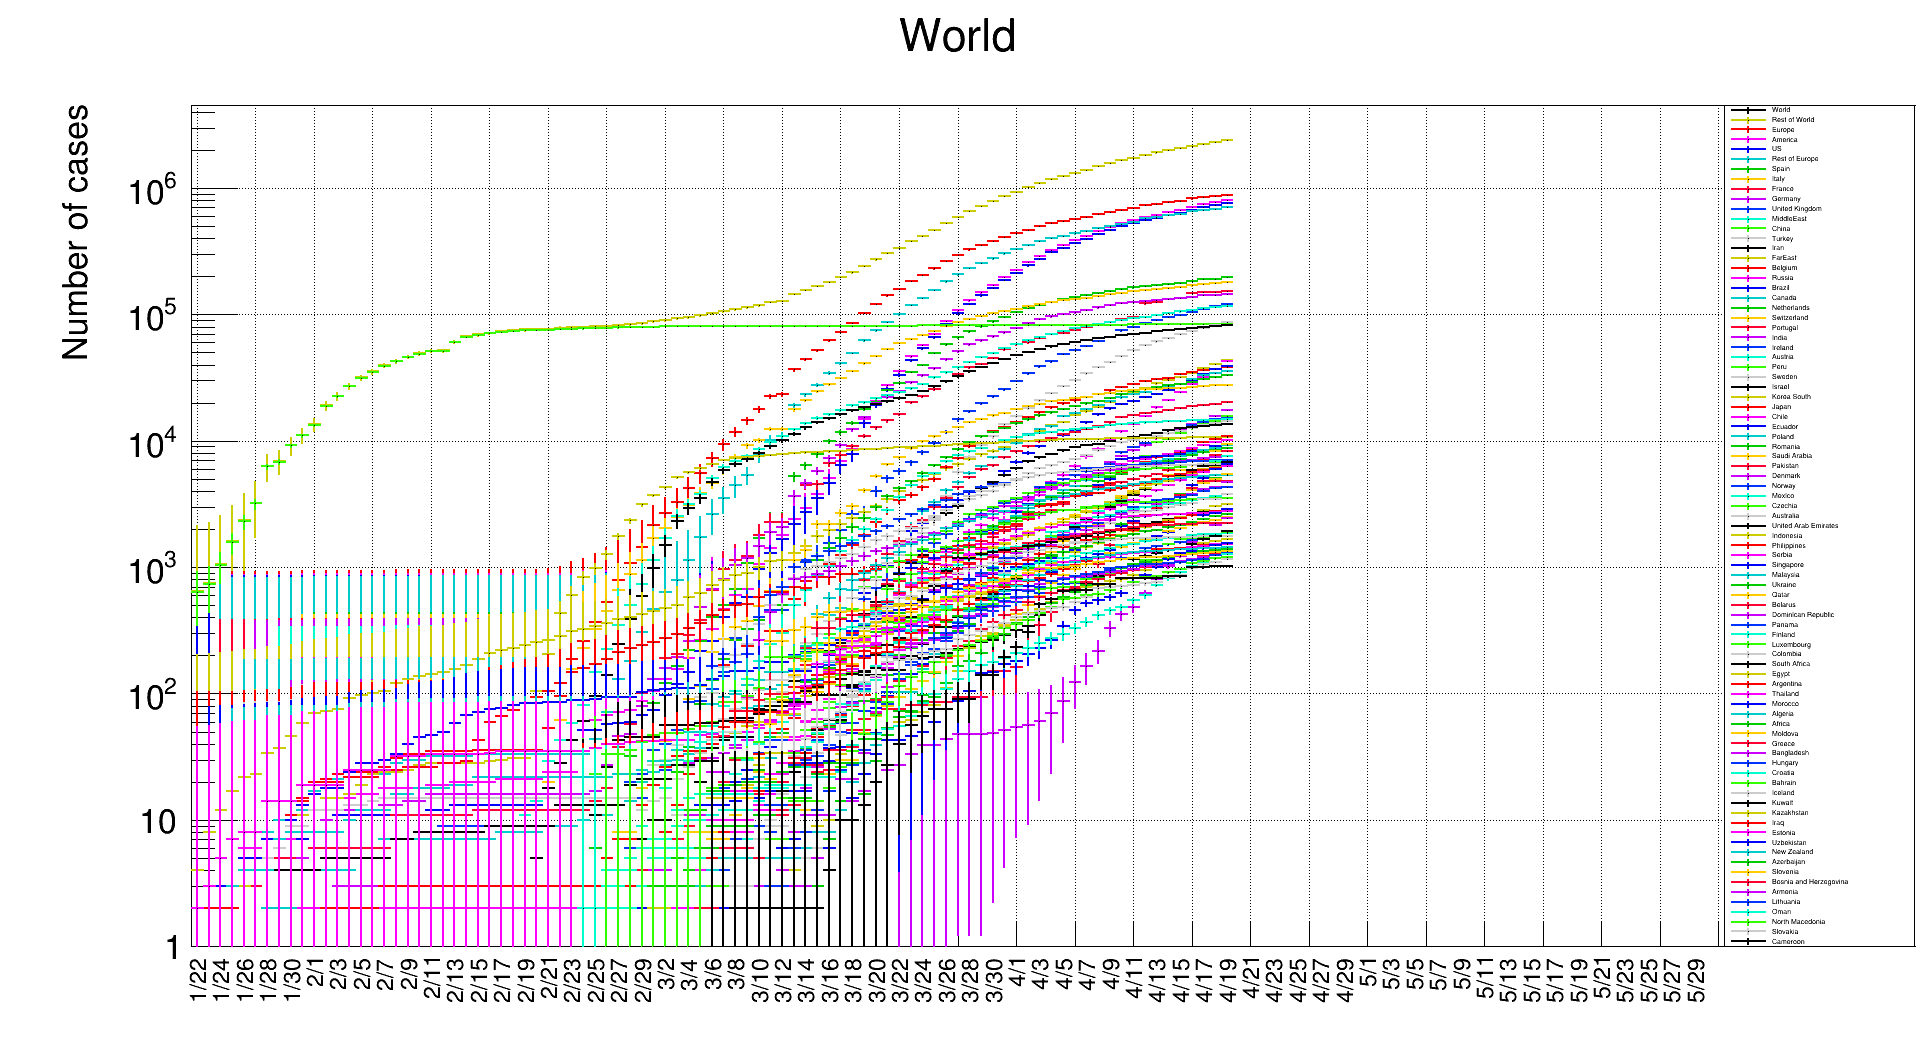 World
Number of cases
10^6
10^5
10^4
10^3
10^2
10
1
1/22
1/24
1/26
1/28
1/30
2/1
2/3
2/5
2/7
2/9
2/11
2/13
2/15
2/17
2/19
2/21
2/23
2/25
2/27
2/29
3/2
3/4
3/6
3/8
3/10
3/12
3/14
3/16
3/18
3/20
3/22
3/24
3/26
3/28
3/30
4/1
4/3
4/5
4/7
4/9
4/11
4/13
4/15
4/17
4/19
4/21
4/23
4/25
4/27
4/29
5/1
5/3
5/5
5/7
5/9
5/11
5/13
5/15
5/17
5/19
5/21
5/23
5/25
5/27
5/29
World
Rest of World
Europe
America
US
Rest of Europe
Spain
Italy
France
Germany
United Kingdom
MiddleEast
China
Turkey
Iran
FarEast
Belgium
Russia
Brazil
Canada
Netherlands
Switzerland
Portugal
India
Ireland
Austria
Peru
Sweden
Israel
Korea South
Japan
Chile
Ecuador
Poland
Romania
Saudi Arabia
Pakistan
Denmark
Norway
Mexico
Czechia
Australia
United Arab Emirates
Indonesia
Philippines
Serbia
Singapore
Malaysia
Ukraine
Qatar
Belarus
Dominican Republic
Panama
Finland
Luxembourg
Colombia
South Africa
Egypt
Argentina
Thailand
Morocco
Algeria
Africa
Moldova
Greece
Bangladesh
Hungary
Croatia
Bahrain
Iceland
Kuwait
Kazakhstan
Iraq
Estonia
Uzbekistan
New Zealand
Azerbaijan
Slovenia
Bosnia and Herzegovina
Armenia
Lithuania
Oman
North Macedonia
Slovakia
Cameroon